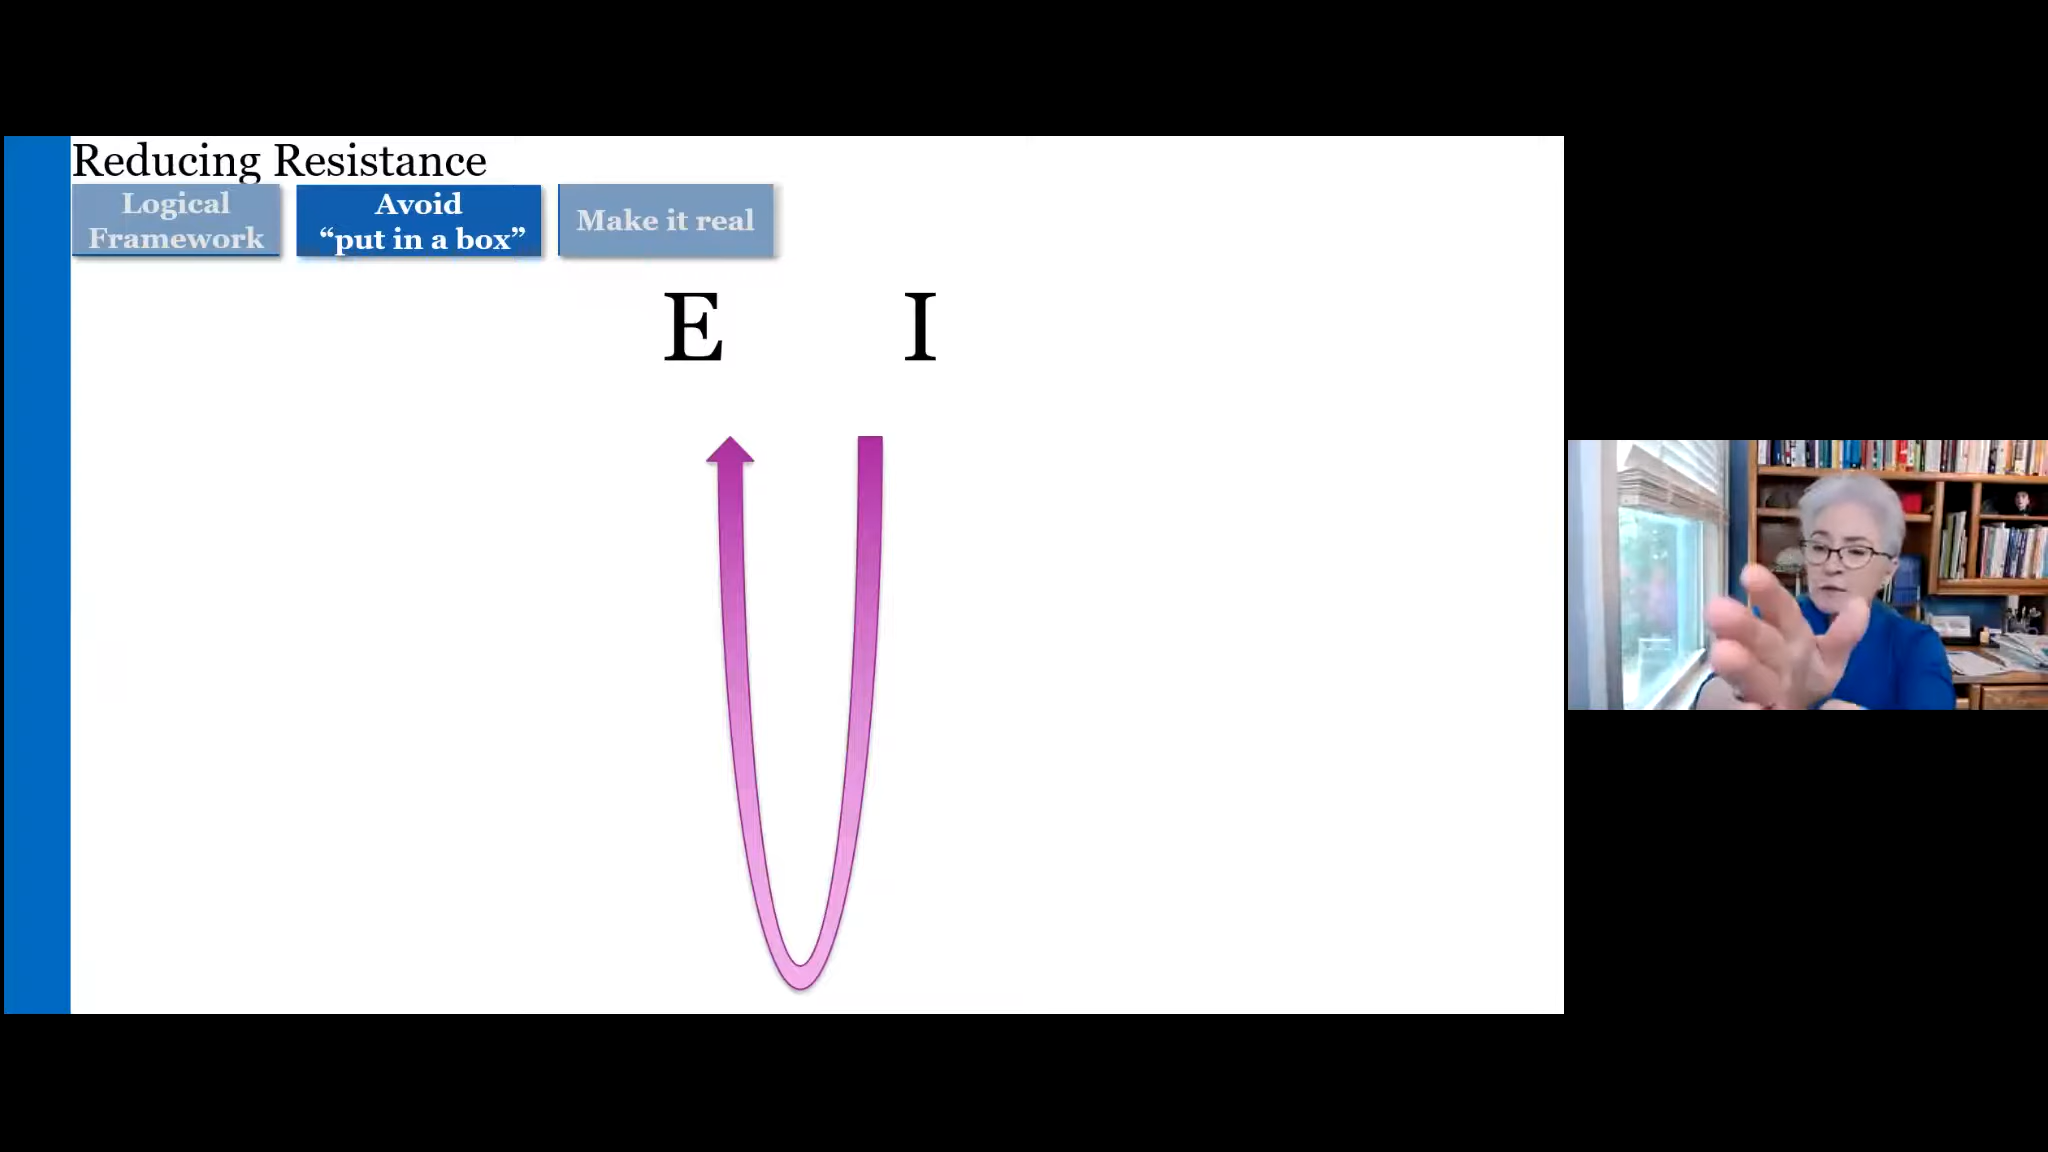 Reducing Resistance
Logical
Framework
Avoid
“put in a box”
Make it real
E I